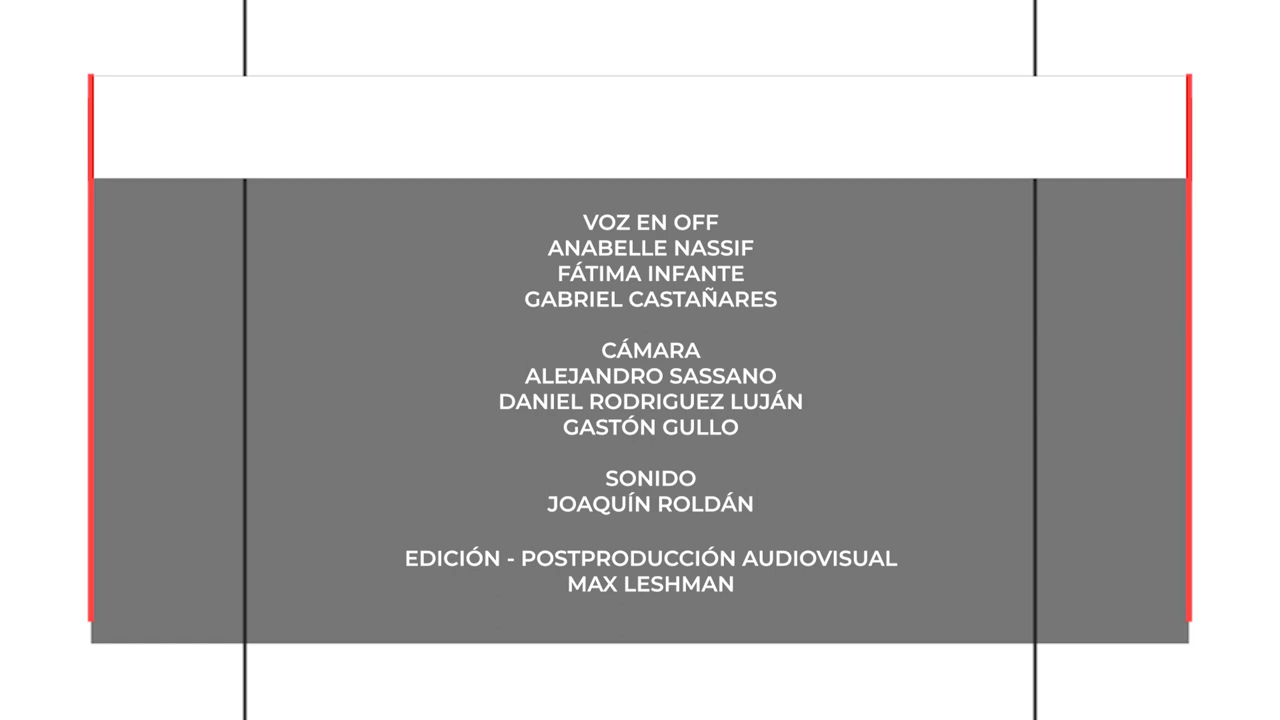 VOZ EN OFF
ANABELLE NASSIF
FÁTIMA INFANTE
GABRIEL CASTAÑARES
CÁMARA
ALEJANDRO SASSANO
DANIEL RODRIGUEZ LUJÁN
GASTÓN GULLO
SONIDO
JOAQUÍN ROLDÁN
EDICIÓN - POSTPRODUCCIÓN AUDIOVISUAL
MAX LESHMAN